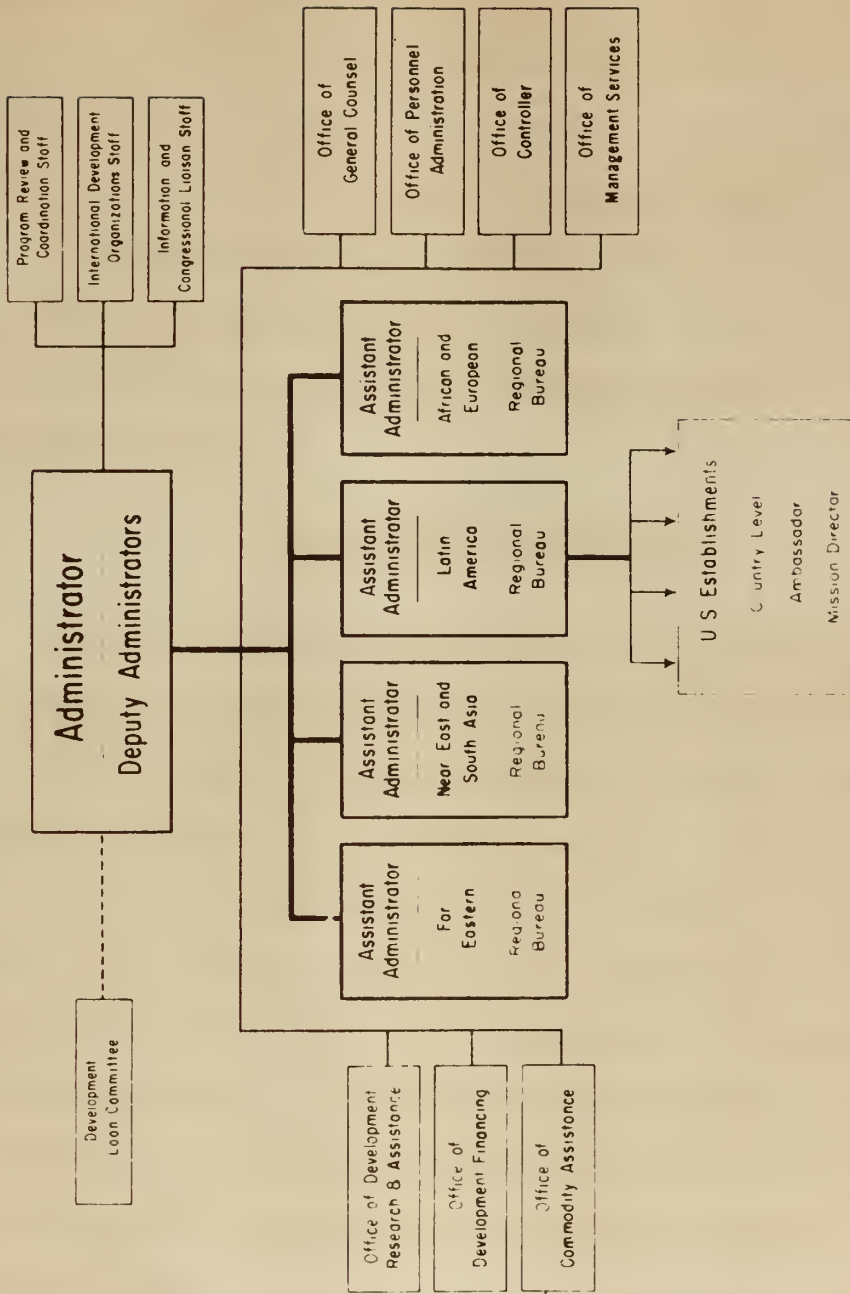 Development
Loan Committee
Administrator
Deputy Administrators
Program Review and
Coordination Staff
International Development
Organizations Staff
Information and
Congressional Liaison Staff
Office of Development
Research & Assistance
Office of
Development Financing
Office of
Commodity Assistance
Assistant
Administrator
Far
Eastern
Regional
Bureau
Assistant
Administrator
Near East and
South Asia
Regional
Bureau
Assistant
Administrator
Latin
America
Regional
Bureau
Assistant
Administrator
African and
European
Regional
Bureau
Office of
General Counsel
Office of Personnel
Administration
Office of
Controller
Office of
Management Services
U S Establishments
Country Level
Ambassador
Mission Director